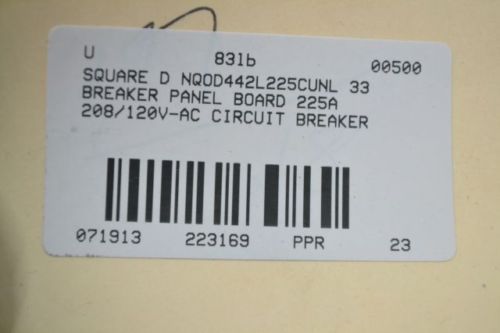 U 831b 00500
SQUARE D NQOD442L225CUNL 33
BREAKER PANEL BOARD 225A
208/120V-AC CIRCUIT BREAKER
071913 223169 PPR 23